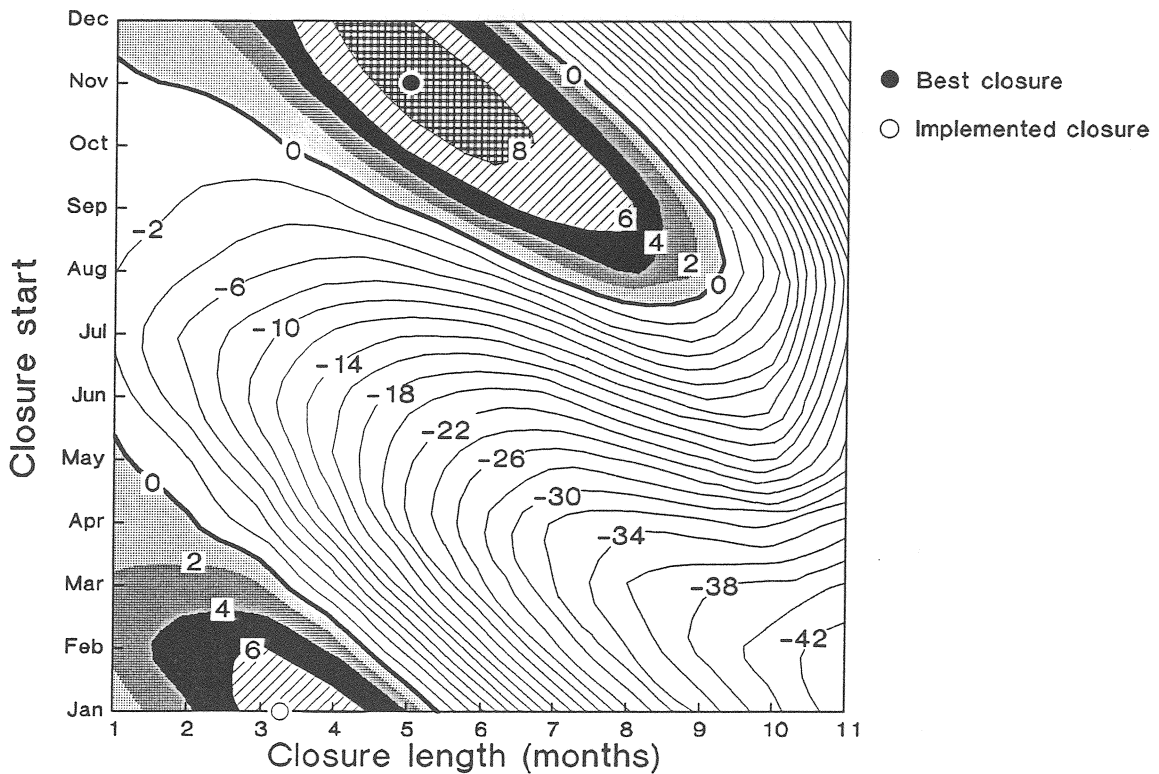 Dec
Nov
Oct
Sep
Aug
Jul
Jun
May
Apr
Mar
Feb
Jan
Closure start
1 2 3 4 5 6 7 8 9 10 11
Closure length (months)
0
8
0
6
4
2
0
-2
-6
-10
-14
-18
-22
-26
-30
-34
-38
-42
0
2
4
6
Best closure
Implemented closure